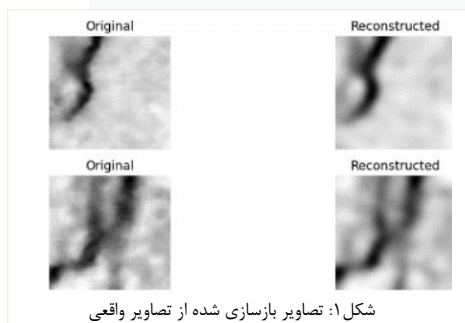 Original Reconstructed
Original Reconstructed
شکل۱: تصاویر بازسازی شده از تصاویر واقعی